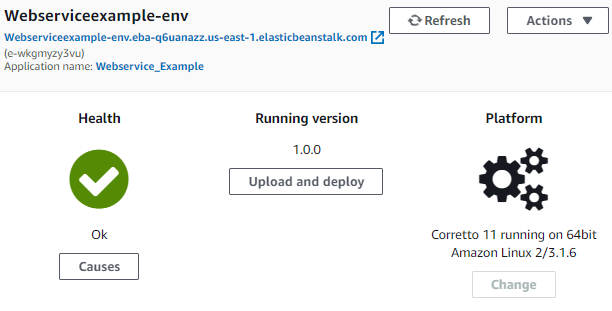 Webserviceexample-env
Refresh
Actions
Webserviceexample-env.eba-q6uanazz.us-east-1.elasticbeanstalk.com
(e-wkgmyzy3vu)
Application name: Webservice_Example
Health
Running version
Platform
1.0.0
Upload and deploy
Ok
Causes
Corretto 11 running on 64bit
Amazon Linux 2/3.1.6
Change